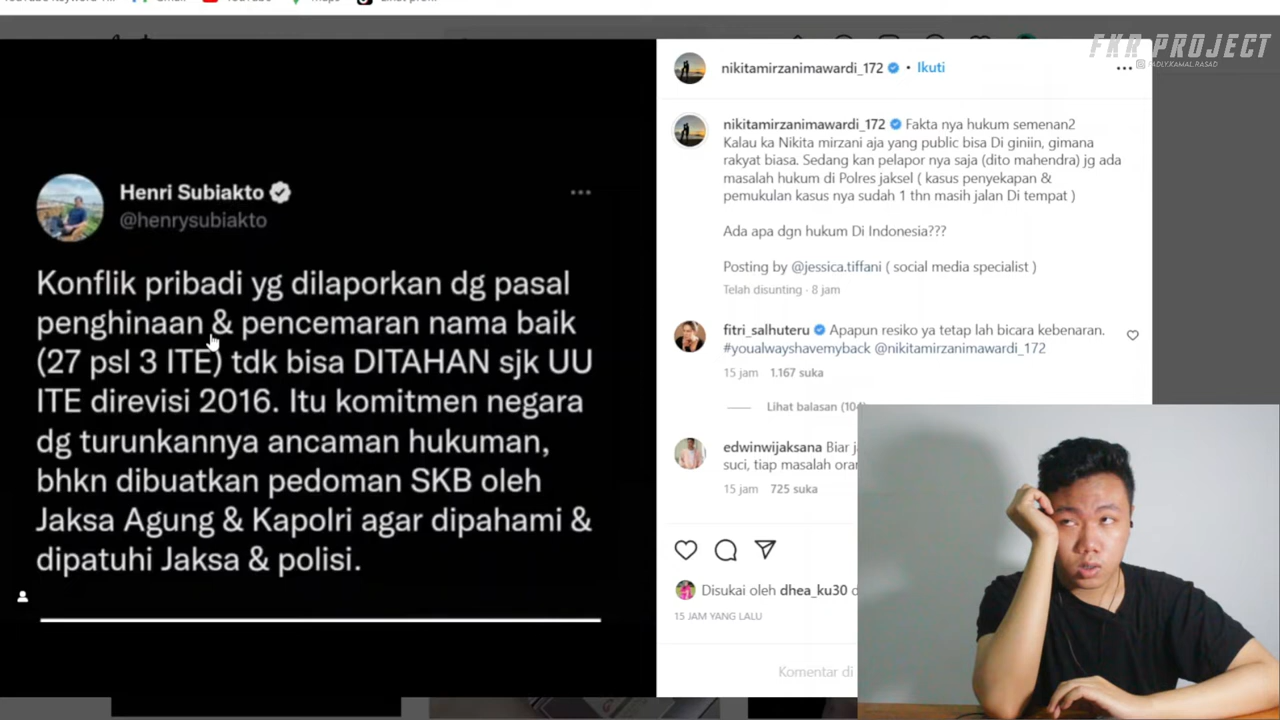 FKR PROJECT
nikitamirzanimawardi_172 • Ikuti
Henri Subiakto
@henrysubiakto
Konflik pribadi yg dilaporkan dg pasal
penghinaan & pencemaran nama baik
(27 psl 3 ITE) tdk bisa DITAHAN sjk UU
ITE direvisi 2016. Itu komitmen negara
dg turunkannya ancaman hukuman,
bhkn dibuatkan pedoman SKB oleh
Jaksa Agung & Kapolri agar dipahami &
dipatuhi Jaksa & polisi.
nikitamirzanimawardi_172 Fakta nya hukum semenan2
Kalau ka Nikita mirzani aja yang public bisa Di giniin, gimana
rakyat biasa. Sedang kan pelapor nya saja (dito mahendra) jg ada
masalah hukum di Polres jaksel ( kasus penyekapan &
pemukulan kasus nya sudah 1 thn masih jalan Di tempat )
Ada apa dgn hukum Di Indonesia???
Posting by @jessica.tiffani ( social media specialist )
Telah disunting · 8 jam
fitri_salhuteru Apapun resiko ya tetap lah bicara kebenaran.
#youalwayshavemyback @nikitamirzanimawardi_172
15 jam 1.167 suka
Lihat balasan (104
edwinwijaksana Biar
suci, tiap masalah
15 jam 725 suka
Disukai oleh dhea_ku30
15 JAM YANG LALU
Komentar di